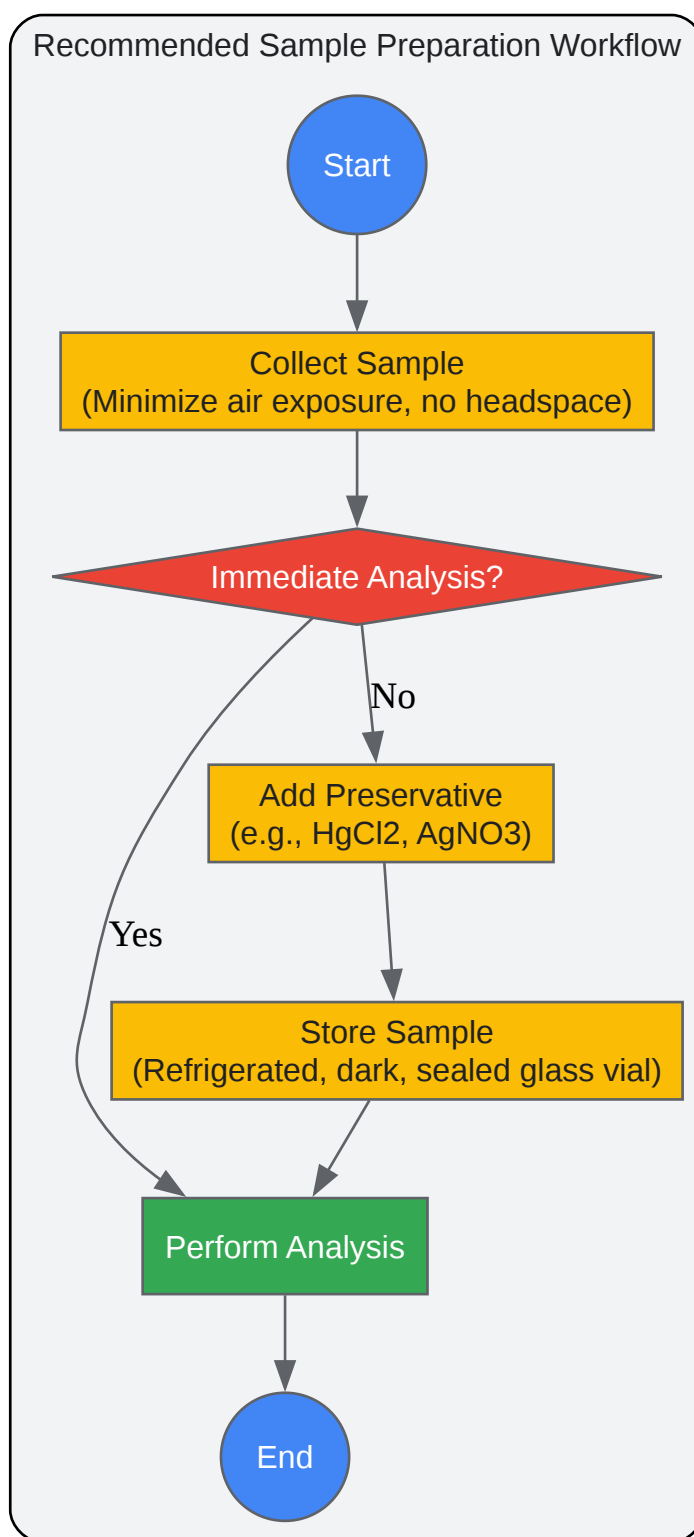 Recommended Sample Preparation Workflow
Start
Collect Sample
(Minimize air exposure, no headspace)
Immediate Analysis?
No
Add Preservative
(e.g., HgCl2, AgNO3)
Yes
Store Sample
(Refrigerated, dark, sealed glass vial)
Perform Analysis
End